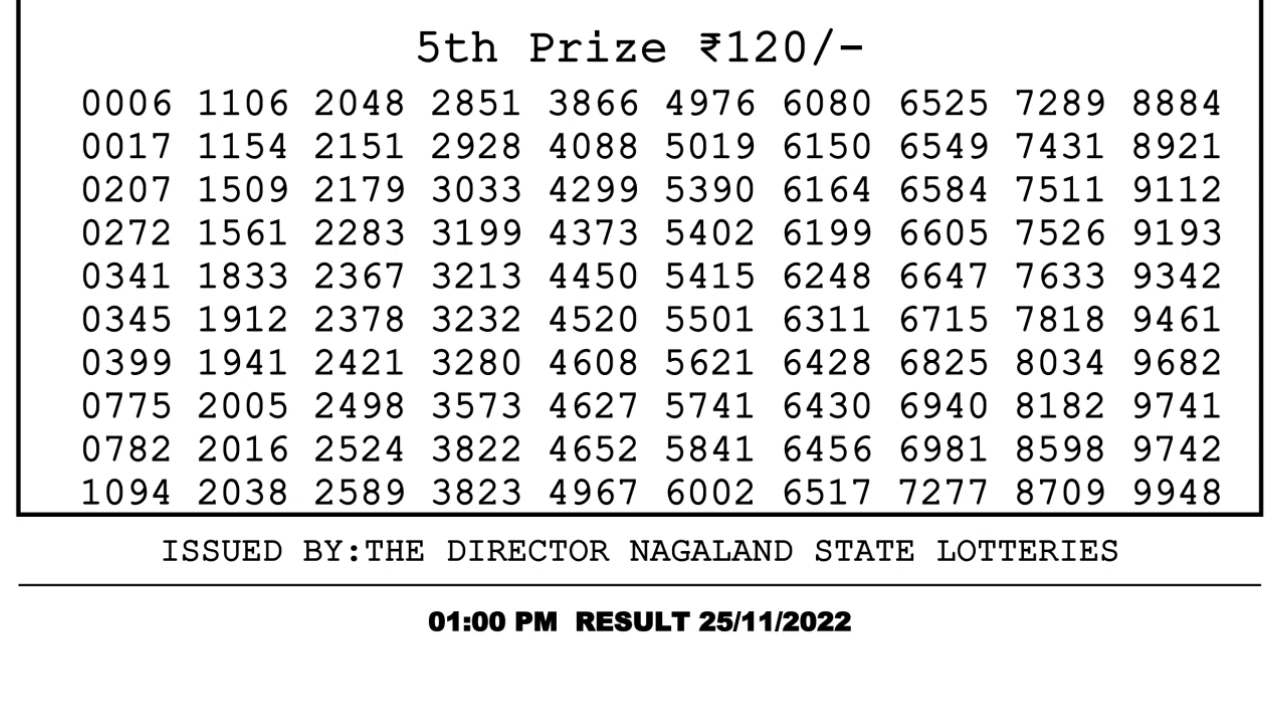 5th Prize ₹120/-
0006 1106 2048 2851 3866 4976 6080 6525 7289 8884
0017 1154 2151 2928 4088 5019 6150 6549 7431 8921
0207 1509 2179 3033 4299 5390 6164 6584 7511 9112
0272 1561 2283 3199 4373 5402 6199 6605 7526 9193
0341 1833 2367 3213 4450 5415 6248 6647 7633 9342
0345 1912 2378 3232 4520 5501 6311 6715 7818 9461
0399 1941 2421 3280 4608 5621 6428 6825 8034 9682
0775 2005 2498 3573 4627 5741 6430 6940 8182 9741
0782 2016 2524 3822 4652 5841 6456 6981 8598 9742
1094 2038 2589 3823 4967 6002 6517 7277 8709 9948
ISSUED BY:THE DIRECTOR NAGALAND STATE LOTTERIES
01:00 PM RESULT 25/11/2022